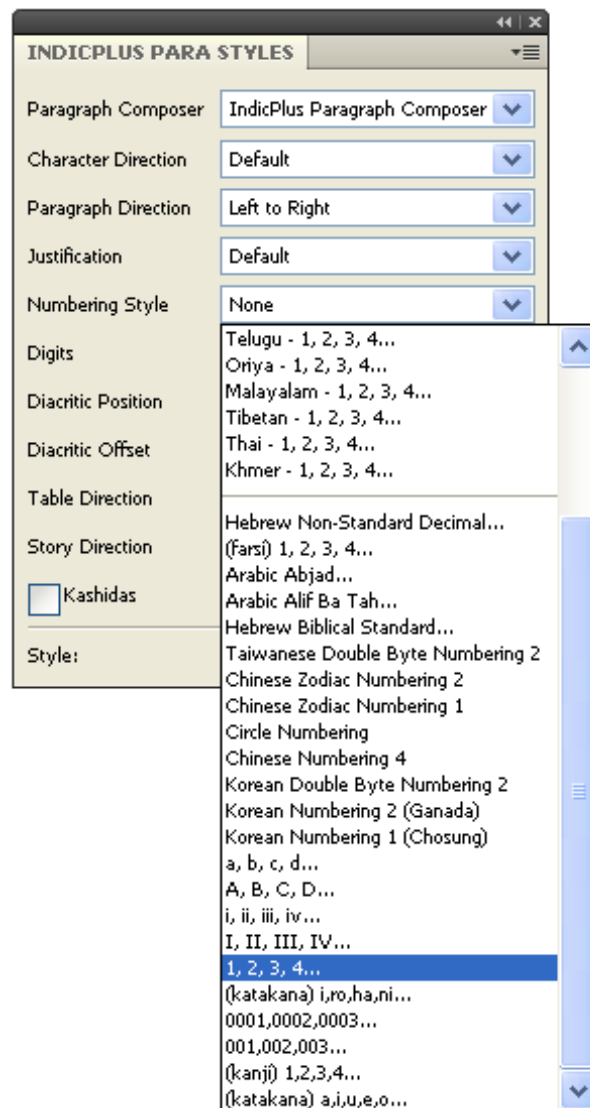 INDICPLUS PARA STYLES
Paragraph Composer IndicPlus Paragraph Composer
Character Direction Default
Paragraph Direction Left to Right
Justification Default
Numbering Style None
Digits
Diacritic Position
Diacritic Offset
Table Direction
Story Direction
Kashidas
Style:
Telugu - 1, 2, 3, 4...
Oriya - 1, 2, 3, 4...
Malayalam - 1, 2, 3, 4...
Tibetan - 1, 2, 3, 4...
Thai - 1, 2, 3, 4...
Khmer - 1, 2, 3, 4...
Hebrew Non-Standard Decimal...
(farsi) 1, 2, 3, 4...
Arabic Abjad...
Arabic Alif Ba Tah...
Hebrew Biblical Standard...
Taiwanese Double Byte Numbering 2
Chinese Zodiac Numbering 2
Chinese Zodiac Numbering 1
Circle Numbering
Chinese Numbering 4
Korean Double Byte Numbering 2
Korean Numbering 2 (Ganada)
Korean Numbering 1 (Chosung)
a, b, c, d...
A, B, C, D...
i, ii, iii, iv...
I, II, III, IV...
1, 2, 3, 4...
(katakana) i,ro,ha,ni...
0001,0002,0003...
001,002,003...
(kanji) 1,2,3,4...
(katakana) a,i,u,e,o...